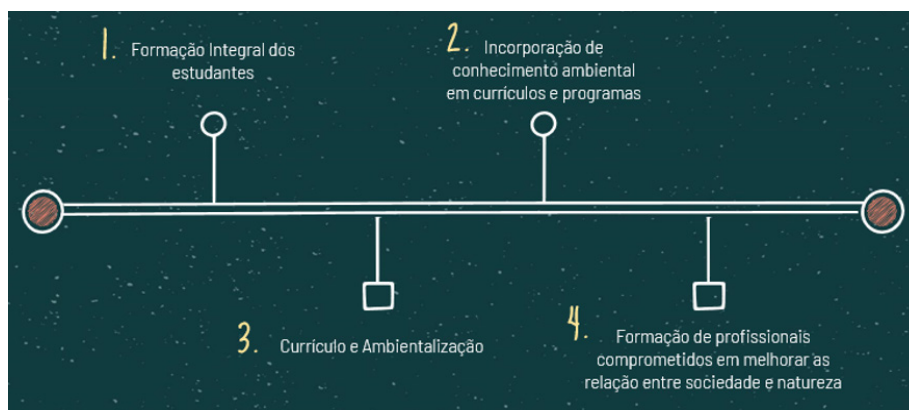 1. Formação Integral dos
estudantes
2. Incorporação de
conhecimento ambiental
em currículos e programas
3. Currículo e Ambientalização
4. Formação de profissionais
comprometidos em melhorar as
relação entre sociedade e natureza